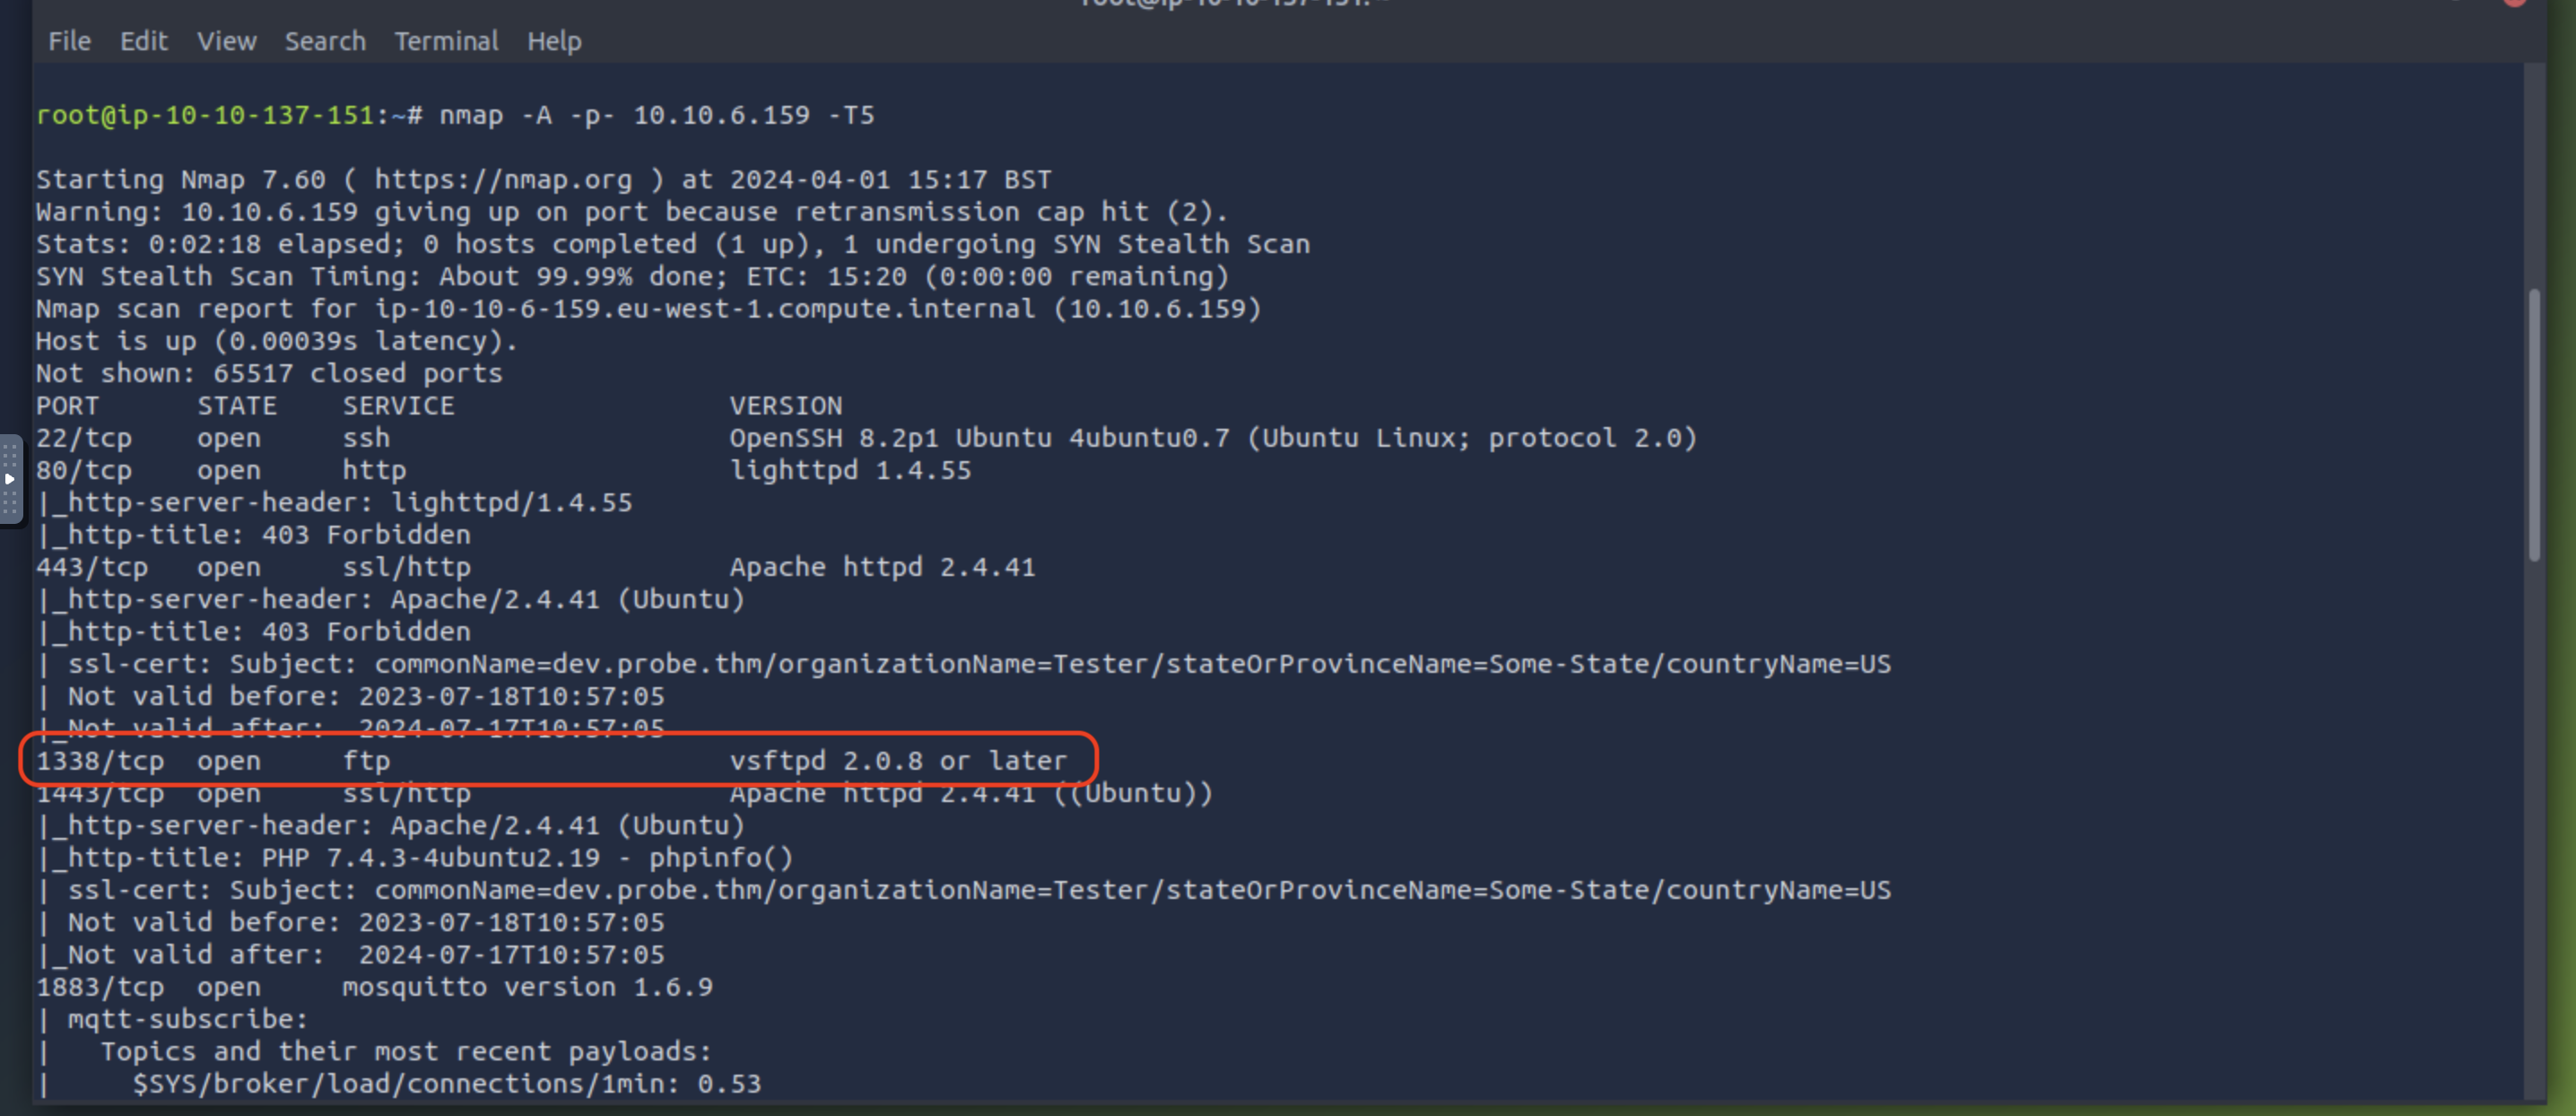 File Edit View Search Terminal Help
root@ip-10-10-137-151:~# nmap -A -p- 10.10.6.159 -T5
Starting Nmap 7.60 ( https://nmap.org ) at 2024-04-01 15:17 BST
Warning: 10.10.6.159 giving up on port because retransmission cap hit (2).
Stats: 0:02:18 elapsed; 0 hosts completed (1 up), 1 undergoing SYN Stealth Scan
SYN Stealth Scan Timing: About 99.99% done; ETC: 15:20 (0:00:00 remaining)
Nmap scan report for ip-10-10-6-159.eu-west-1.compute.internal (10.10.6.159)
Host is up (0.00039s latency).
Not shown: 65517 closed ports
PORT     STATE    SERVICE                 VERSION
22/tcp   open     ssh                     OpenSSH 8.2p1 Ubuntu 4ubuntu0.7 (Ubuntu Linux; protocol 2.0)
80/tcp   open     http                    lighttpd 1.4.55
|_http-server-header: lighttpd/1.4.55
|_http-title: 403 Forbidden
443/tcp  open     ssl/http                Apache httpd 2.4.41
|_http-server-header: Apache/2.4.41 (Ubuntu)
|_http-title: 403 Forbidden
| ssl-cert: Subject: commonName=dev.probe.thm/organizationName=Tester/stateOrProvinceName=Some-State/countryName=US
| Not valid before: 2023-07-18T10:57:05
|_Not valid after:  2024-07-17T10:57:05
1338/tcp open     ftp                     vsftpd 2.0.8 or later
1443/tcp open     ssl/http                Apache httpd 2.4.41 ((Ubuntu))
|_http-server-header: Apache/2.4.41 (Ubuntu)
|_http-title: PHP 7.4.3-4ubuntu2.19 - phpinfo()
| ssl-cert: Subject: commonName=dev.probe.thm/organizationName=Tester/stateOrProvinceName=Some-State/countryName=US
| Not valid before: 2023-07-18T10:57:05
|_Not valid after:  2024-07-17T10:57:05
1883/tcp open     mosquitto version 1.6.9
| mqtt-subscribe:
|   Topics and their most recent payloads:
|     $SYS/broker/load/connections/1min: 0.53